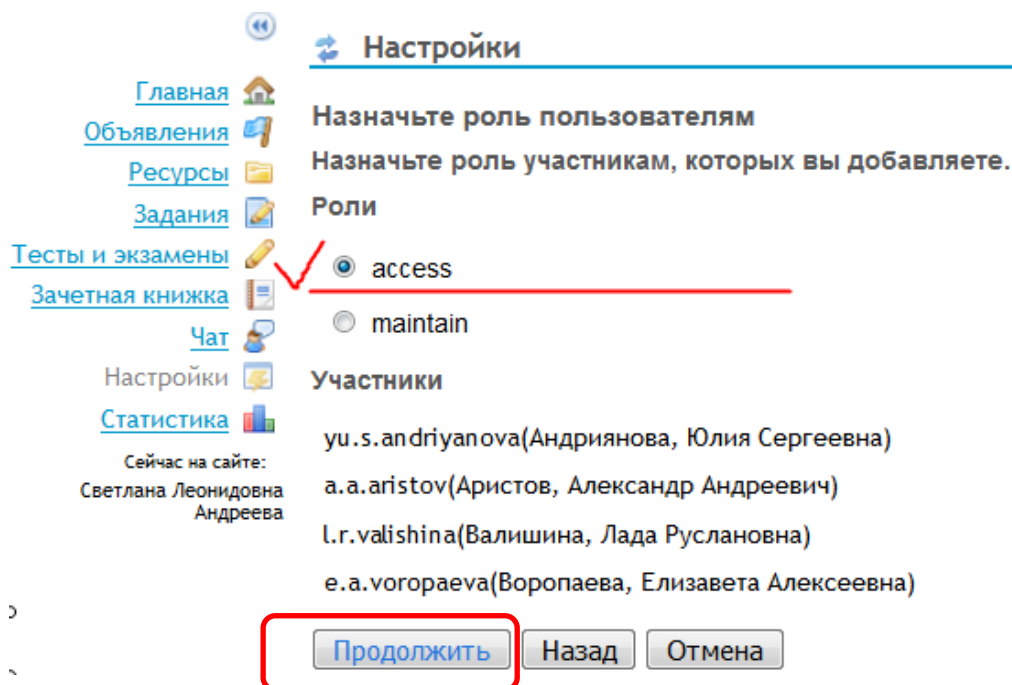 Настройки
Главная
Объявления
Ресурсы
Задания
Тесты и экзамены
Зачетная книжка
Чат
Настройки
Статистика
Сейчас на сайте:
Светлана Леонидовна
Андреева
Назначьте роль пользователям
Назначьте роль участникам, которых вы добавляете.
Роли
access
maintain
Участники
yu.s.andriyanova(Андриянова, Юлия Сергеевна)
a.a.aristov(Аристов, Александр Андреевич)
l.r.valishina(Валишина, Лада Руслановна)
e.a.voropaeva(Воропаева, Елизавета Алексеевна)
Продолжить Назад Отмена